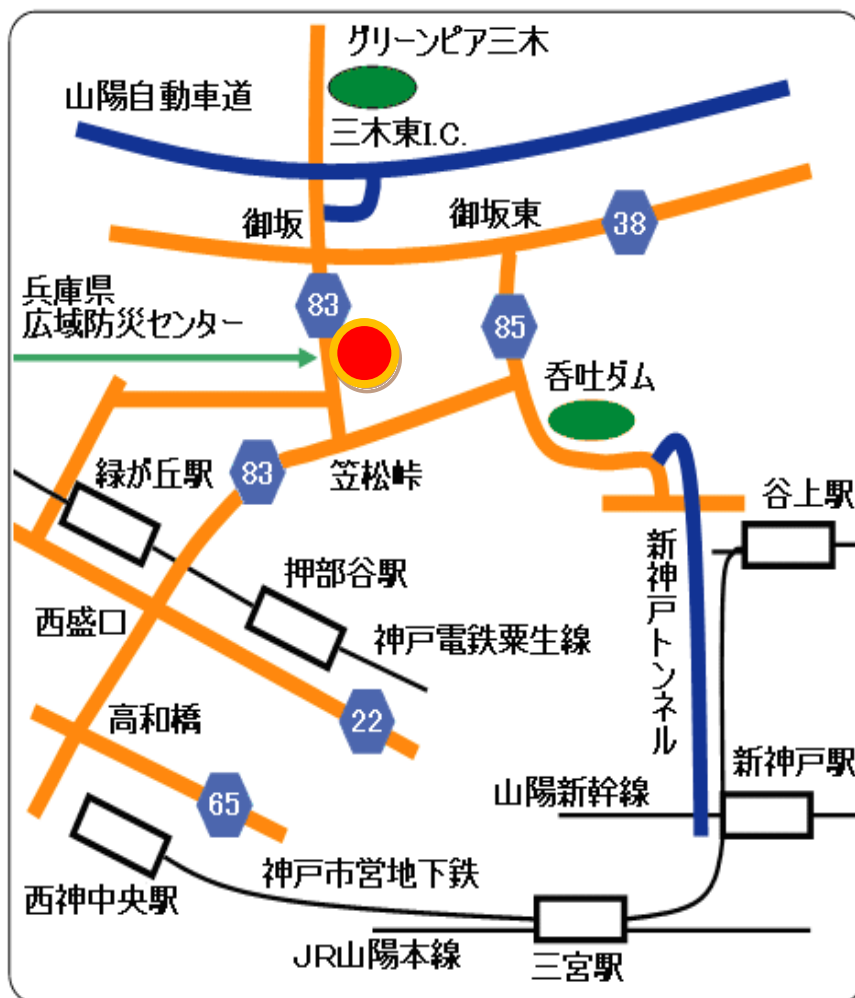 グリーンピア三木
山陽自動車道
三木東I.C.
御坂
御坂東
38
兵庫県
広域防災センター
83
85
呑吐ダム
緑が丘駅
83
笠松峠
谷上駅
新神戸トンネル
押部谷駅
西盛口
神戸電鉄粟生線
高和橋
22
新神戸駅
山陽新幹線
65
神戸市営地下鉄
西神中央駅
JR山陽本線
三宮駅